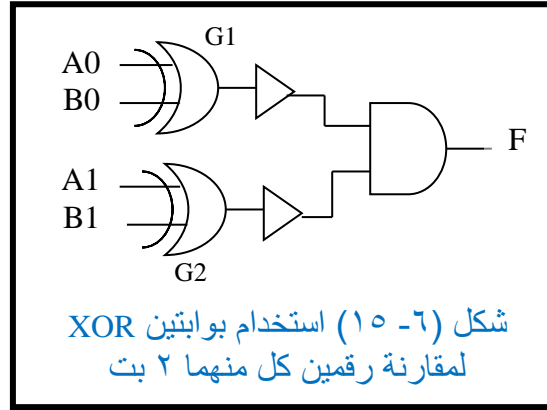 G1
A0
B0
F
A1
B1
G2
شكل (٦- ١٥) استخدام بوابتين XOR
لمقارنة رقمين كل منهما ٢ بت